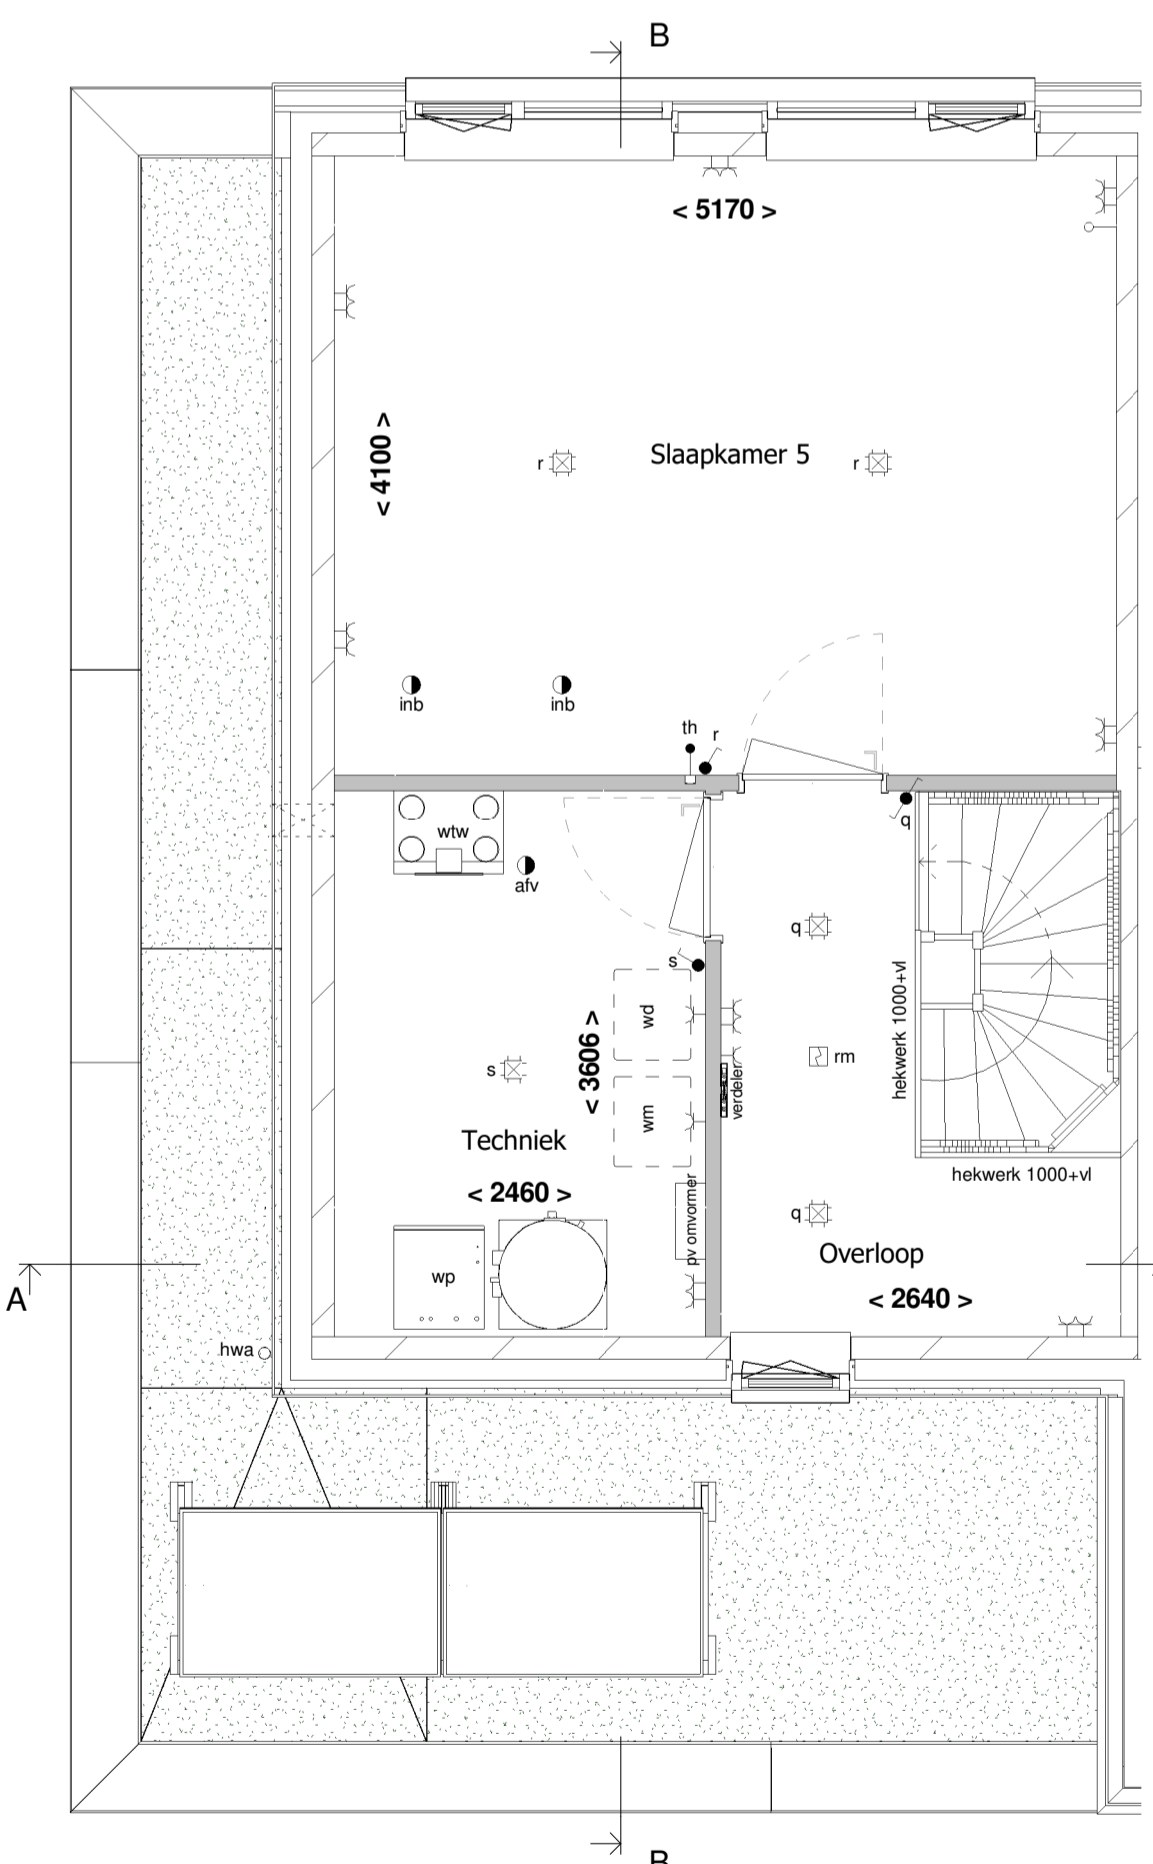 B
< 5170 >
< 4100 >
r
Slaapkamer 5
r
inb
inb
th
r
q
wtw
afv
q
s
wd
hekwerk 1000+vl
< 3606 >
s
rm
verdeler
wm
Techniek
hekwerk 1000+vl
< 2460 >
pv omvormer
q
Overloop
wp
A
< 2640 >
hwa
B